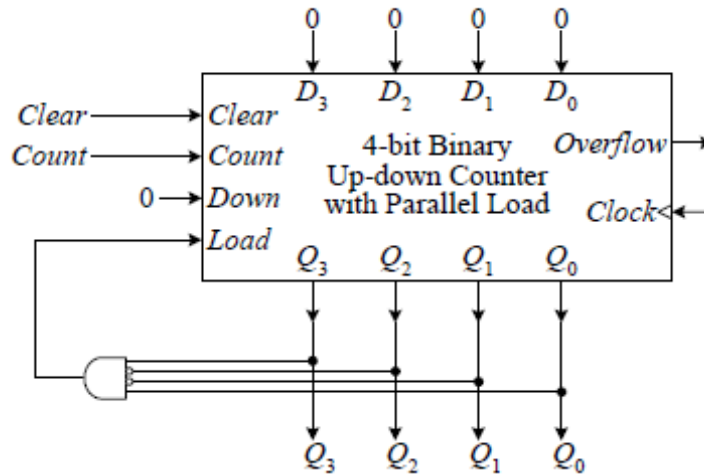 0 0 0 0
D3 D2 D1 D0
Clear Clear
Count Count
4-bit Binary
Overflow
Up-down Counter
0 Down
with Parallel Load
Clock
Load
Q3 Q2 Q1 Q0
Q3 Q2 Q1 Q0